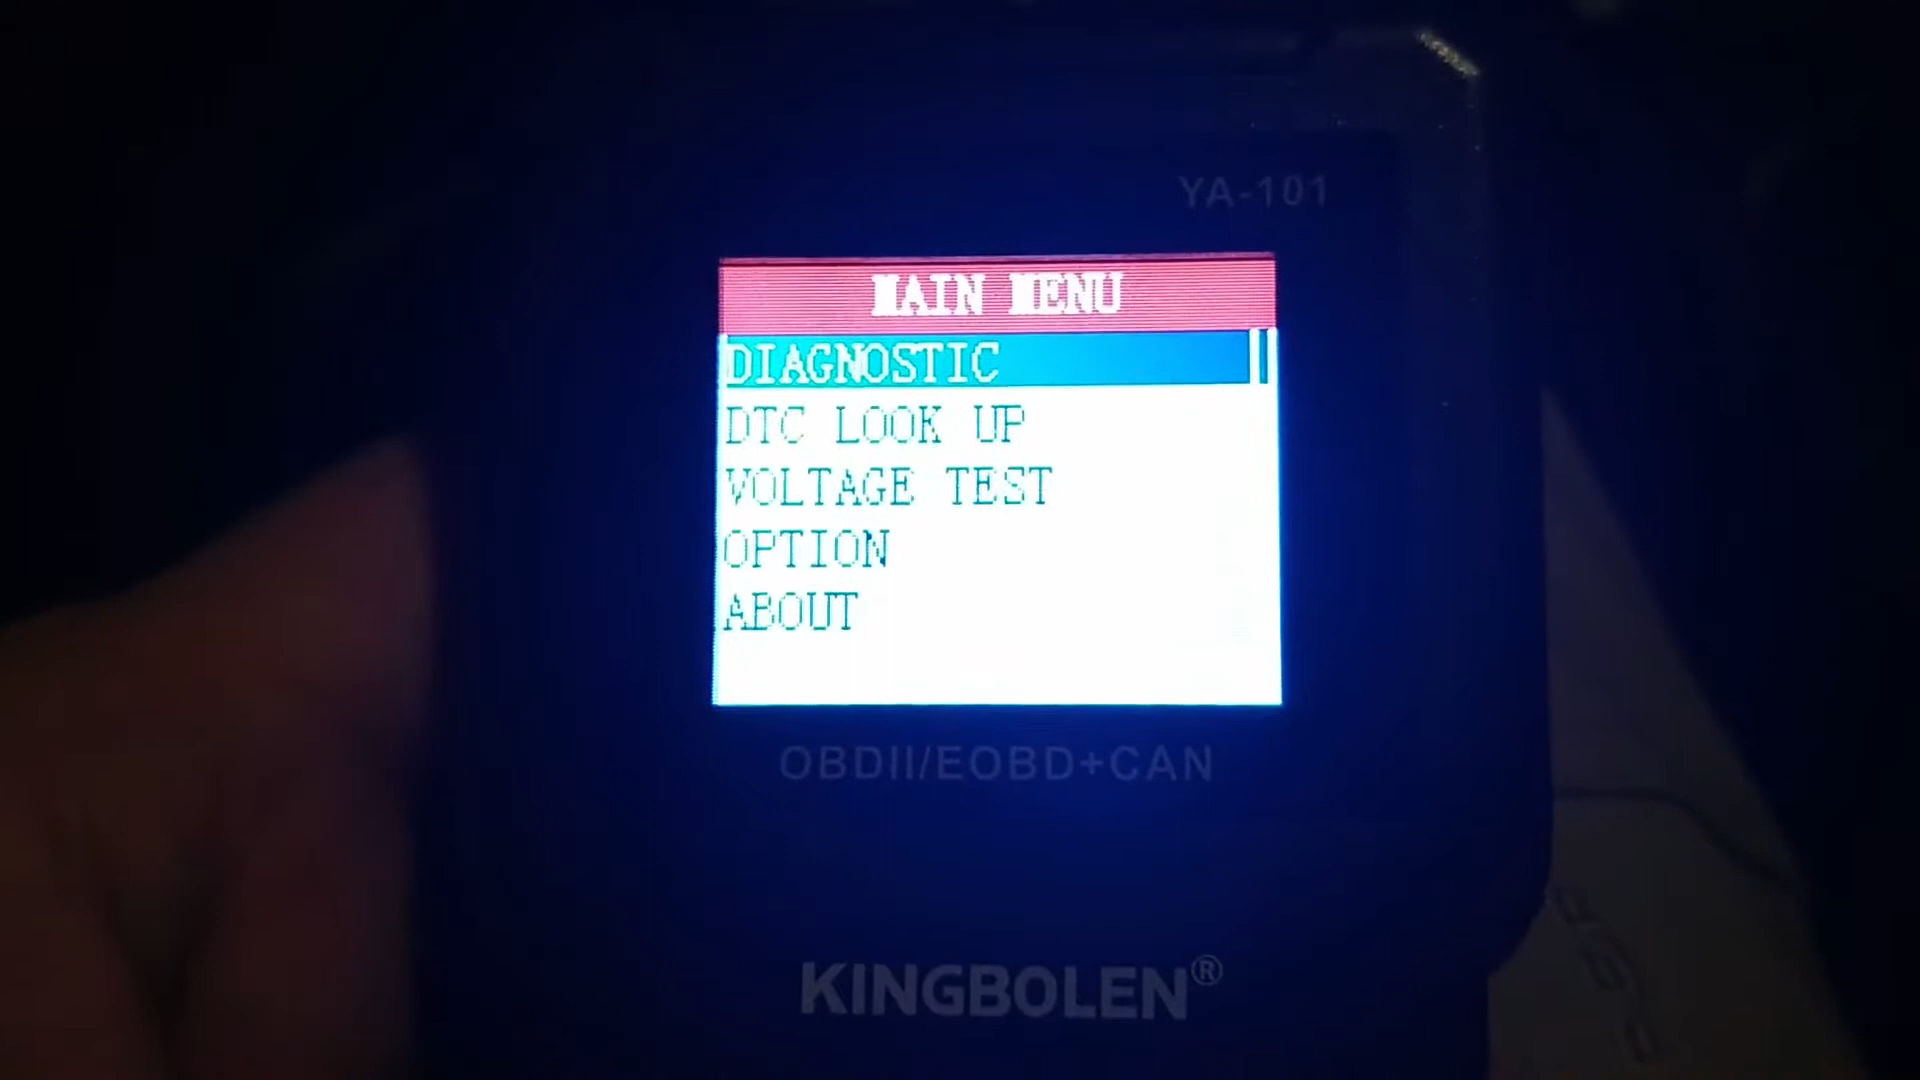 YA-101
MAIN MENU
DIAGNOSTIC
DTC LOOK UP
VOLTAGE TEST
OPTION
ABOUT
OBDII/EOBD+CAN
KINGBOLEN®